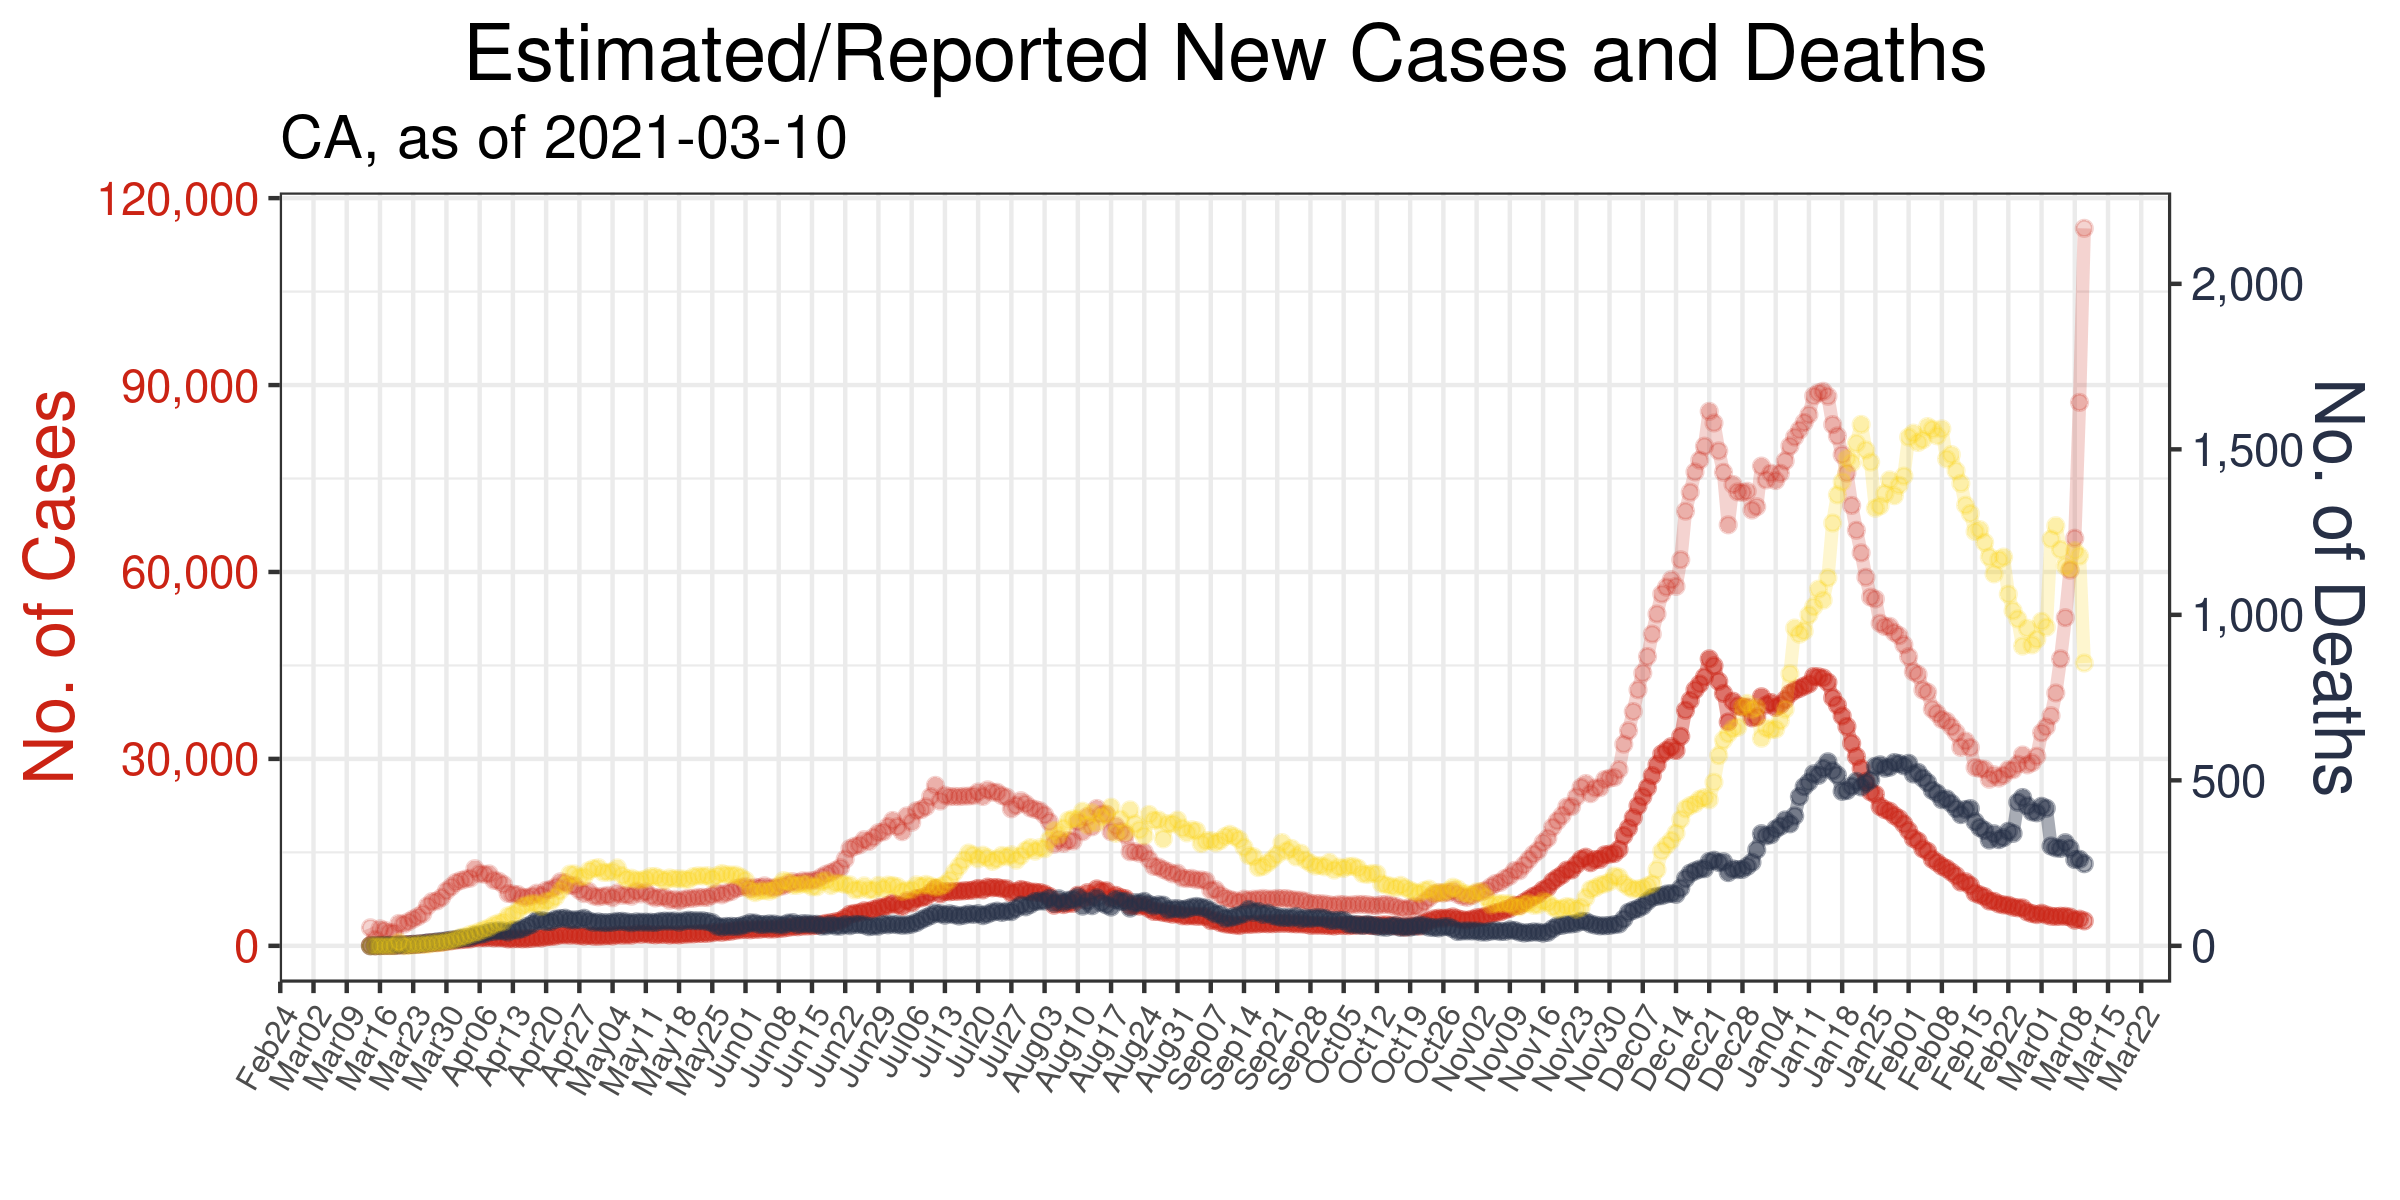 Estimated/Reported New Cases and Deaths
CA, as of 2021-03-10
No. of Cases
120,000
90,000
60,000
30,000
0
2,000
1,500
1,000
500
0
No. of Deaths
Feb24
Mar02
Mar09
Mar16
Mar23
Mar30
Apr06
Apr13
Apr20
Apr27
May04
May11
May18
May25
Jun01
Jun08
Jun15
Jun22
Jun29
Jul06
Jul13
Jul20
Jul27
Aug03
Aug10
Aug17
Aug24
Aug31
Sep07
Sep14
Sep21
Sep28
Oct05
Oct12
Oct19
Oct26
Nov02
Nov09
Nov16
Nov23
Nov30
Dec07
Dec14
Dec21
Dec28
Jan04
Jan11
Jan18
Jan25
Feb01
Feb08
Feb15
Feb22
Mar01
Mar08
Mar15
Mar22